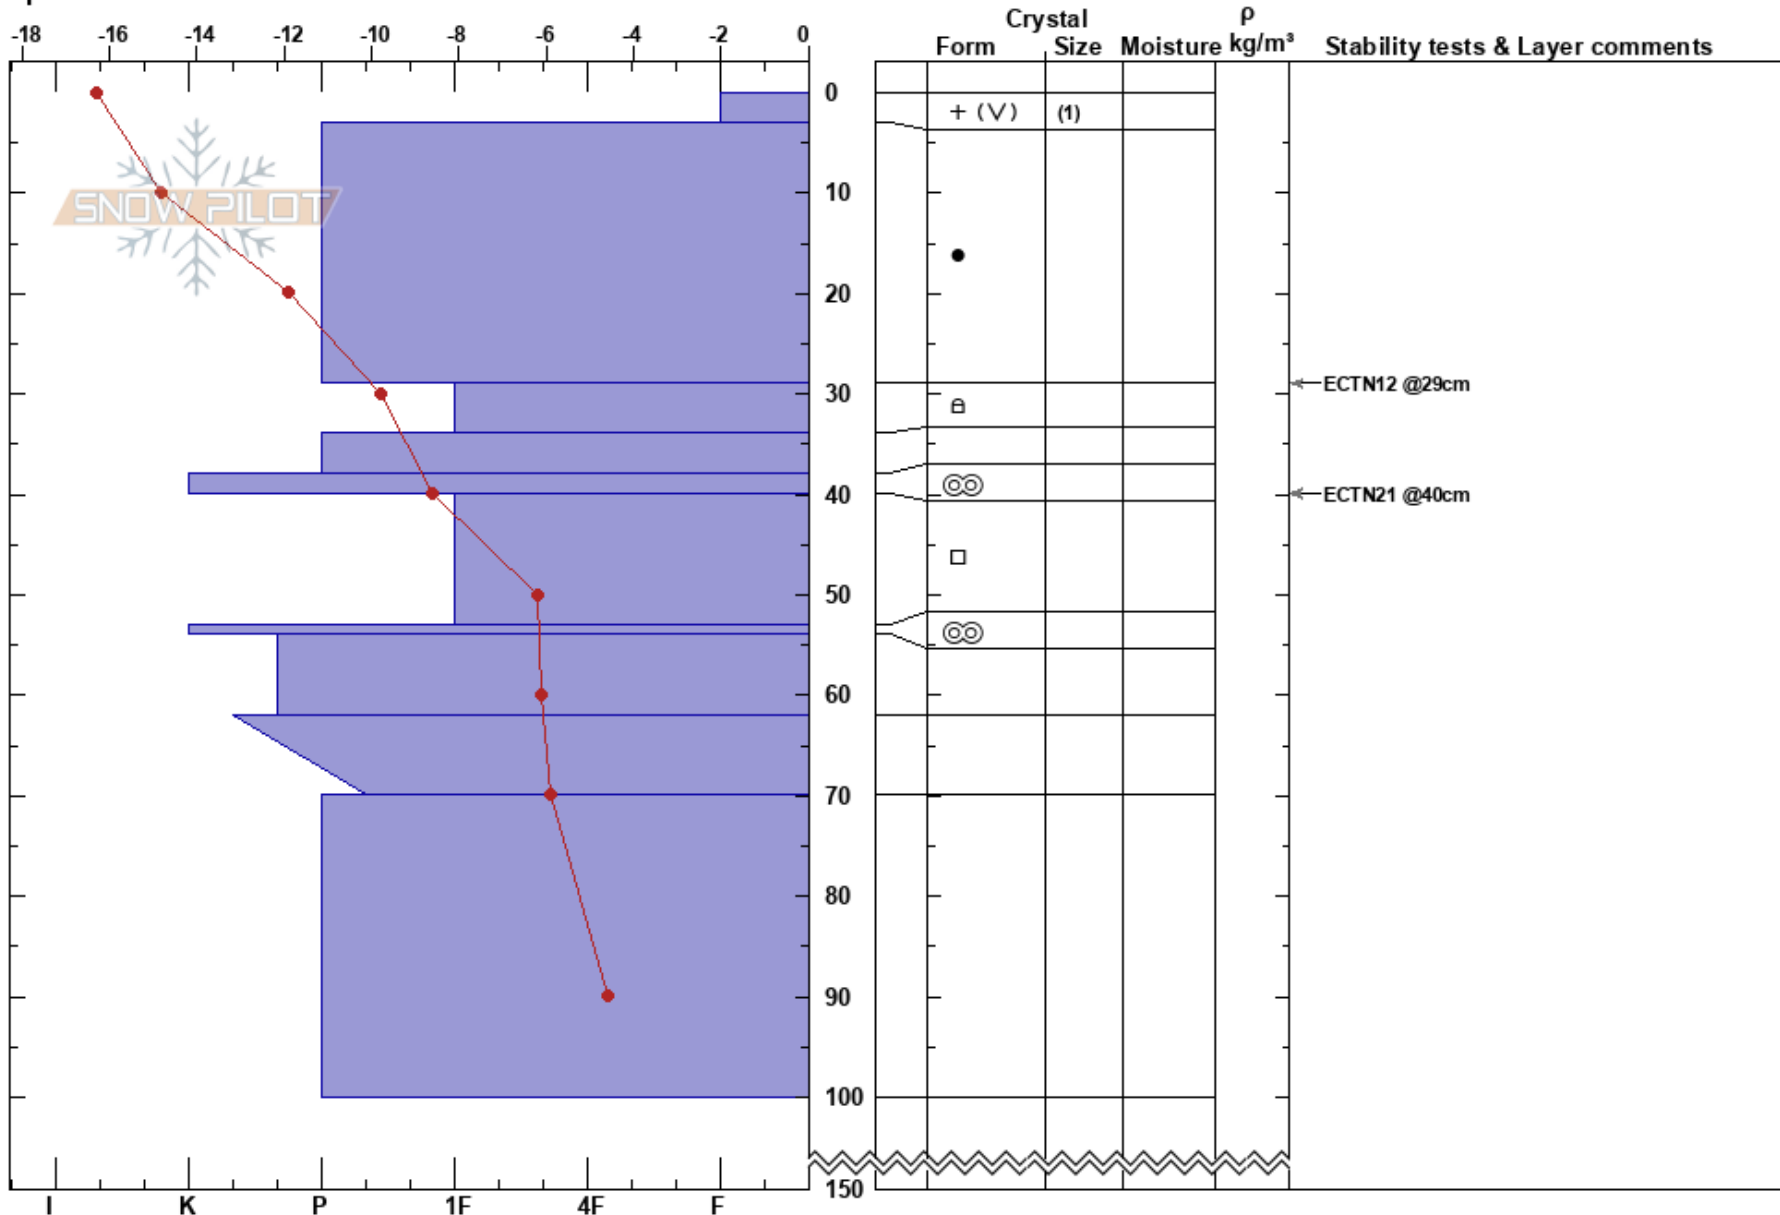 Crystal ρ
-18 -16 -14 -12 -10 -8 -6 -4 -2 0 Form Size Moisture kg/m³ Stability tests & Layer comments
0
+ (V) (1)
10
SNOW PILOT
20
ECTN12 @29cm
30
40 ECTN21 @40cm
50
60
70
80
90
100
150
I K P 1F 4F F